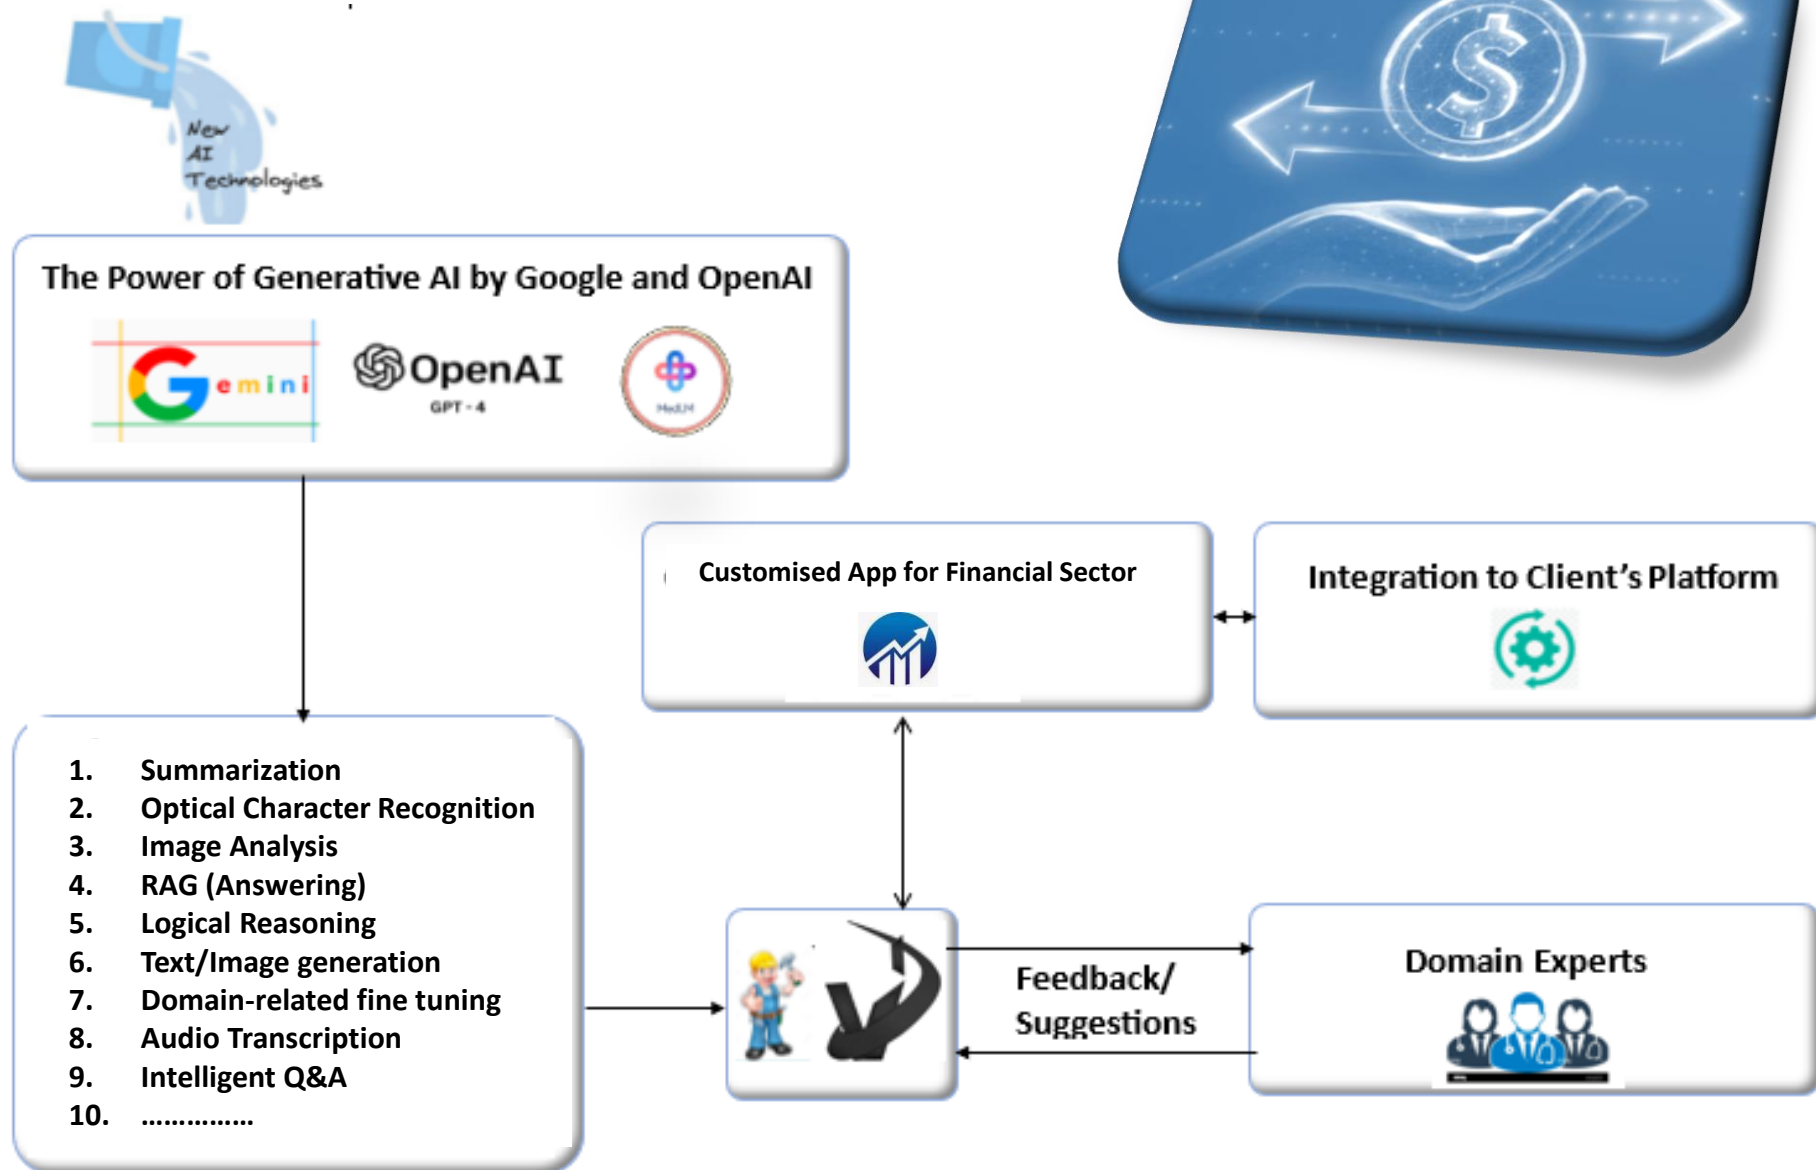 New
AI
Technologies
The Power of Generative AI by Google and OpenAI
Gemini
OpenAI
GPT - 4
MedLM
Customised App for Financial Sector
Integration to Client's Platform
1. Summarization
2. Optical Character Recognition
3. Image Analysis
4. RAG (Answering)
5. Logical Reasoning
6. Text/Image generation
7. Domain-related fine tuning
8. Audio Transcription
9. Intelligent Q&A
10. ...............
Feedback/
Suggestions
Domain Experts
$